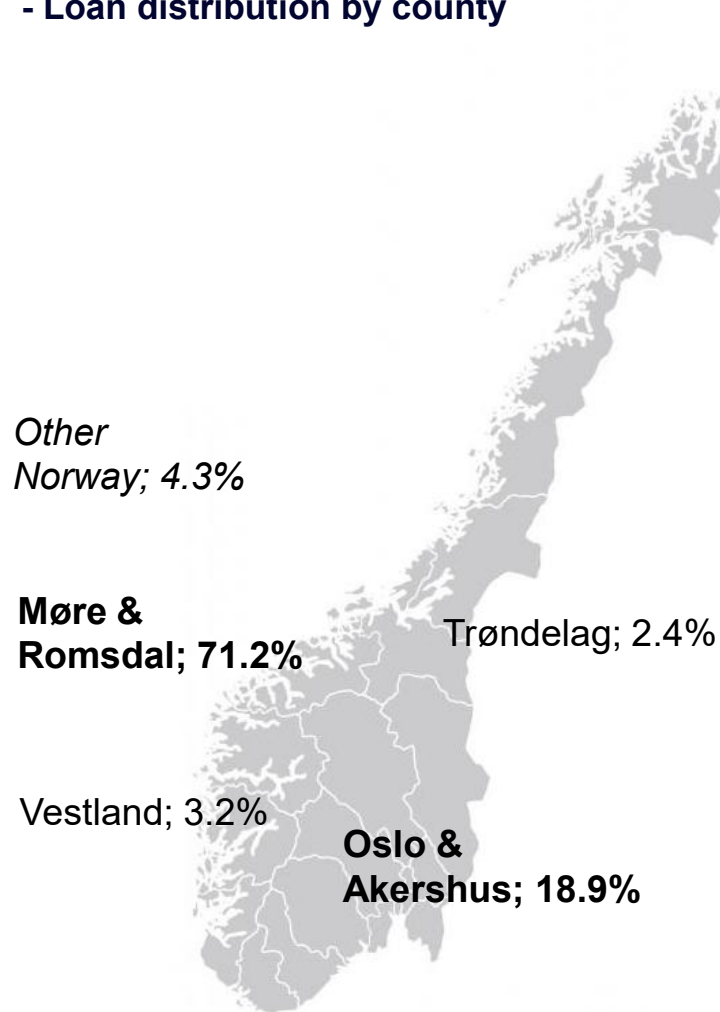 - Loan distribution by county
Other
Norway; 4.3%
Møre &
Romsdal; 71.2%
Trøndelag; 2.4%
Vestland; 3.2%
Oslo &
Akershus; 18.9%